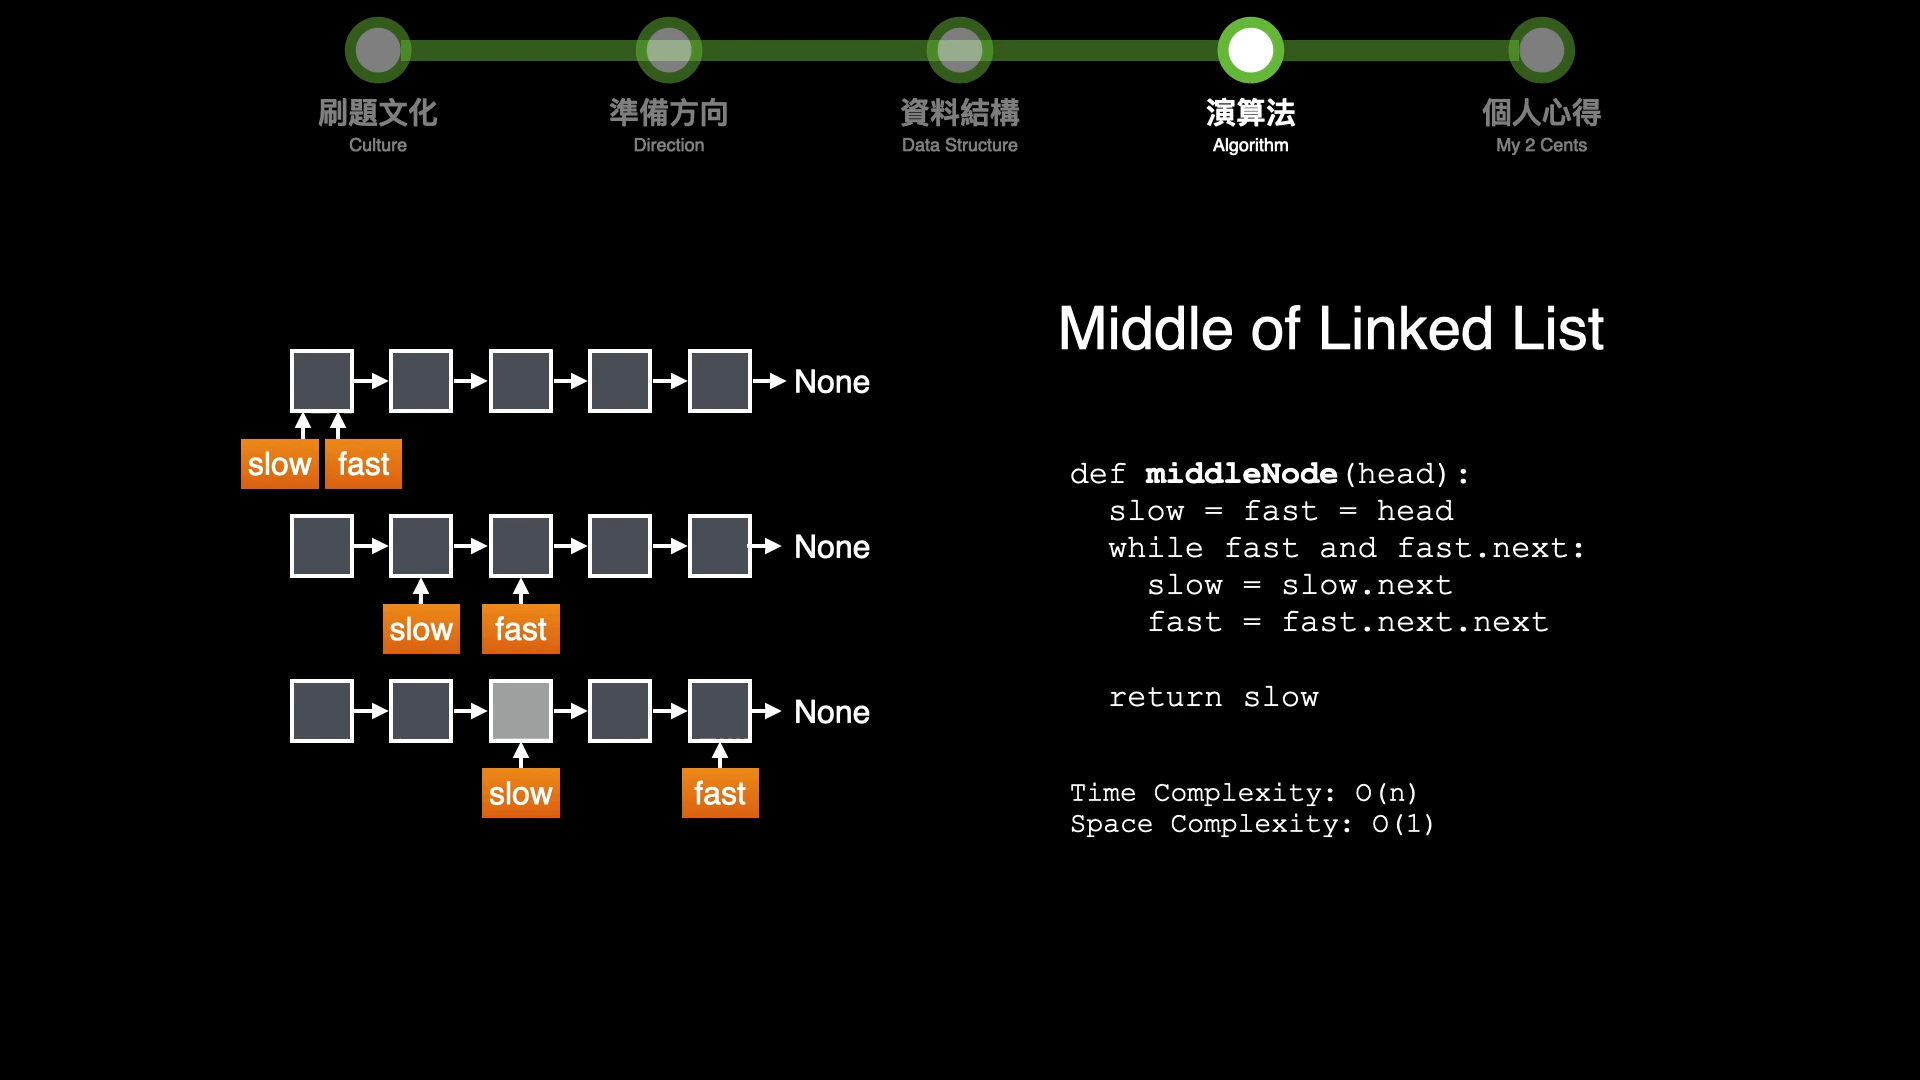 刷題文化
Culture
準備方向
Direction
資料結構
Data Structure
演算法
Algorithm
個人心得
My 2 Cents
None
slow
fast
None
slow
fast
None
slow
fast
Middle of Linked List
def middleNode(head):
  slow = fast = head
  while fast and fast.next:
    slow = slow.next
    fast = fast.next.next
  return slow
Time Complexity: O(n)
Space Complexity: O(1)